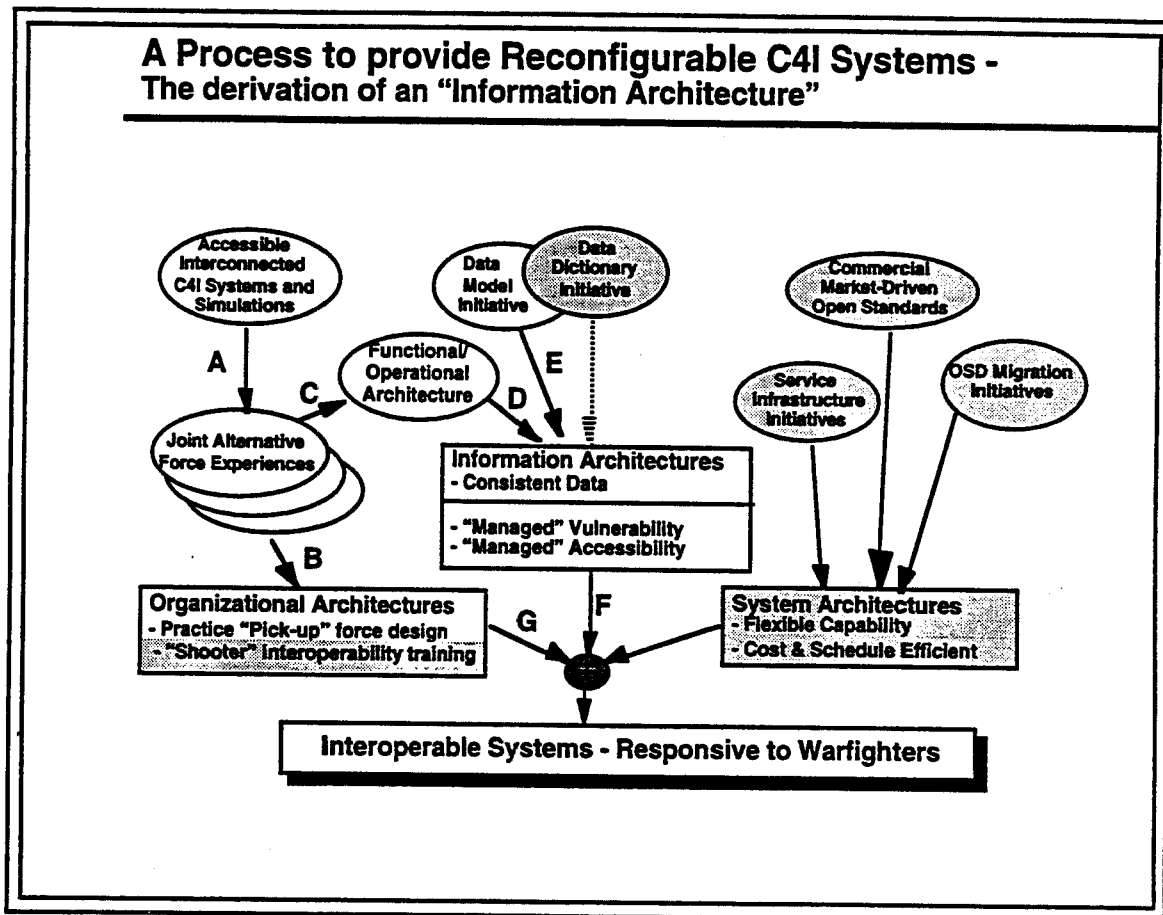 A Process to provide Reconfigurable C4I Systems -
The derivation of an “Information Architecture”
Accessible
Interconnected
C4I Systems and
Simulations
Data
Model
Initiative
Data
Dictionary
Initiative
Commercial
Market-Driven
Open Standards
A
Functional/
Operational
Architecture
E
C
D
Service
Infrastructure
Initiatives
OSD Migration
Initiatives
Joint Alternative
Force Experiences
Information Architectures
- Consistent Data
- “Managed” Vulnerability
- “Managed” Accessibility
B
Organizational Architectures
- Practice “Pick-up” force design
- “Shooter” interoperability training
G
F
System Architectures
- Flexible Capability
- Cost & Schedule Efficient
Interoperable Systems - Responsive to Warfighters